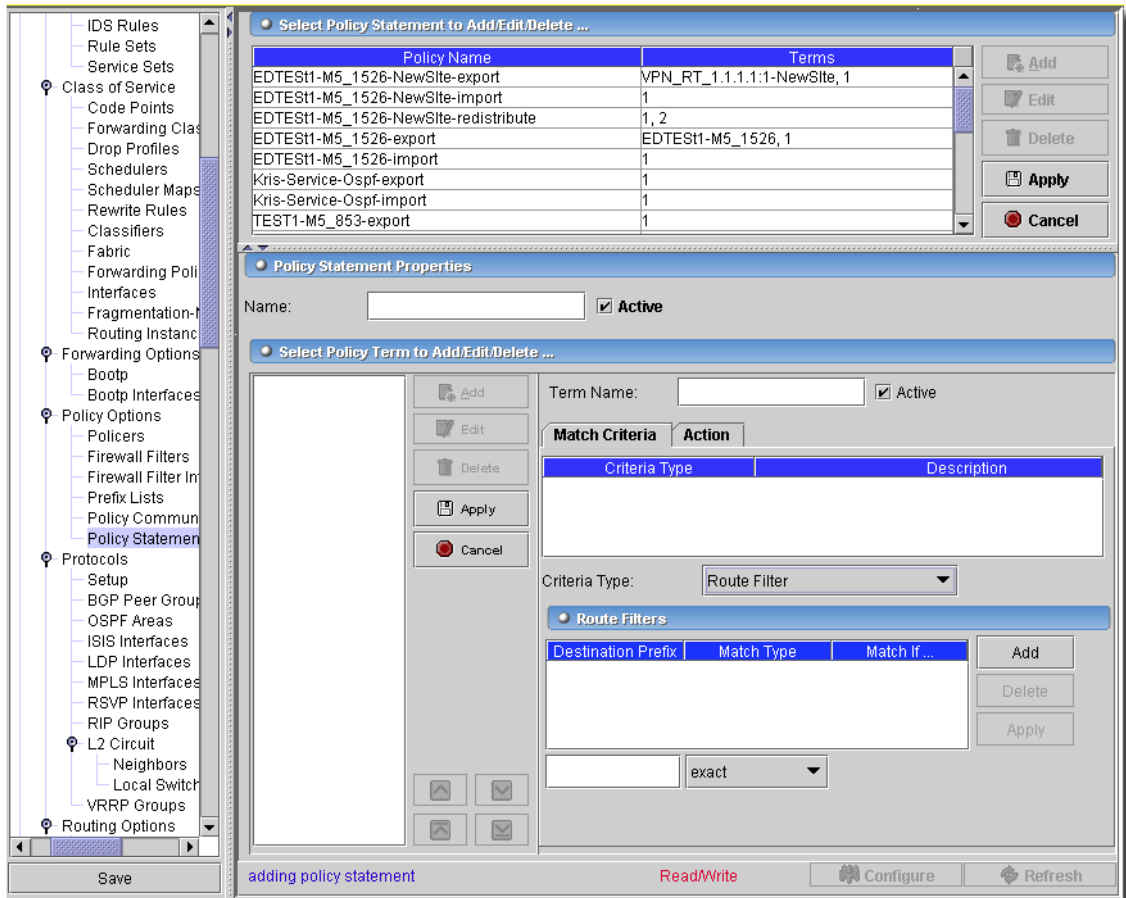 IDS Rules
Rule Sets
Service Sets
Class of Service
Code Points
Forwarding Clas
Drop Profiles
Schedulers
Scheduler Maps
Rewrite Rules
Classifiers
Fabric
Forwarding Poli
Interfaces
Fragmentation-M
Routing Instanc
Forwarding Options
Bootp
Bootp Interfaces
Policy Options
Policers
Firewall Filters
Firewall Filter Int
Prefix Lists
Policy Commun
Policy Statemen
Protocols
Setup
BGP Peer Group
OSPF Areas
ISIS Interfaces
LDP Interfaces
MPLS Interfaces
RSVP Interfaces
RIP Groups
L2 Circuit
Neighbors
Local Switch
VRRP Groups
Routing Options
Save
Select Policy Statement to Add/Edit/Delete ...
Policy Name Terms
EDTESt1-M5_1526-NewSIte-export VPN_RT_1.1.1.1:1-NewSIte, 1
EDTESt1-M5_1526-NewSIte-import 1
EDTESt1-M5_1526-NewSIte-redistribute 1, 2
EDTESt1-M5_1526-export EDTESt1-M5_1526, 1
EDTESt1-M5_1526-import 1
Kris-Service-Ospf-export 1
Kris-Service-Ospf-import 1
TEST1-M5_853-export 1
Add
Edit
Delete
Apply
Cancel
Policy Statement Properties
Name: Active
Select Policy Term to Add/Edit/Delete ...
Add
Edit
Delete
Apply
Cancel
Term Name: Active
Match Criteria Action
Criteria Type Description
Criteria Type: Route Filter
Route Filters
Destination Prefix Match Type Match If ...
Add
Delete
Apply
exact
adding policy statement Read/Write Configure Refresh